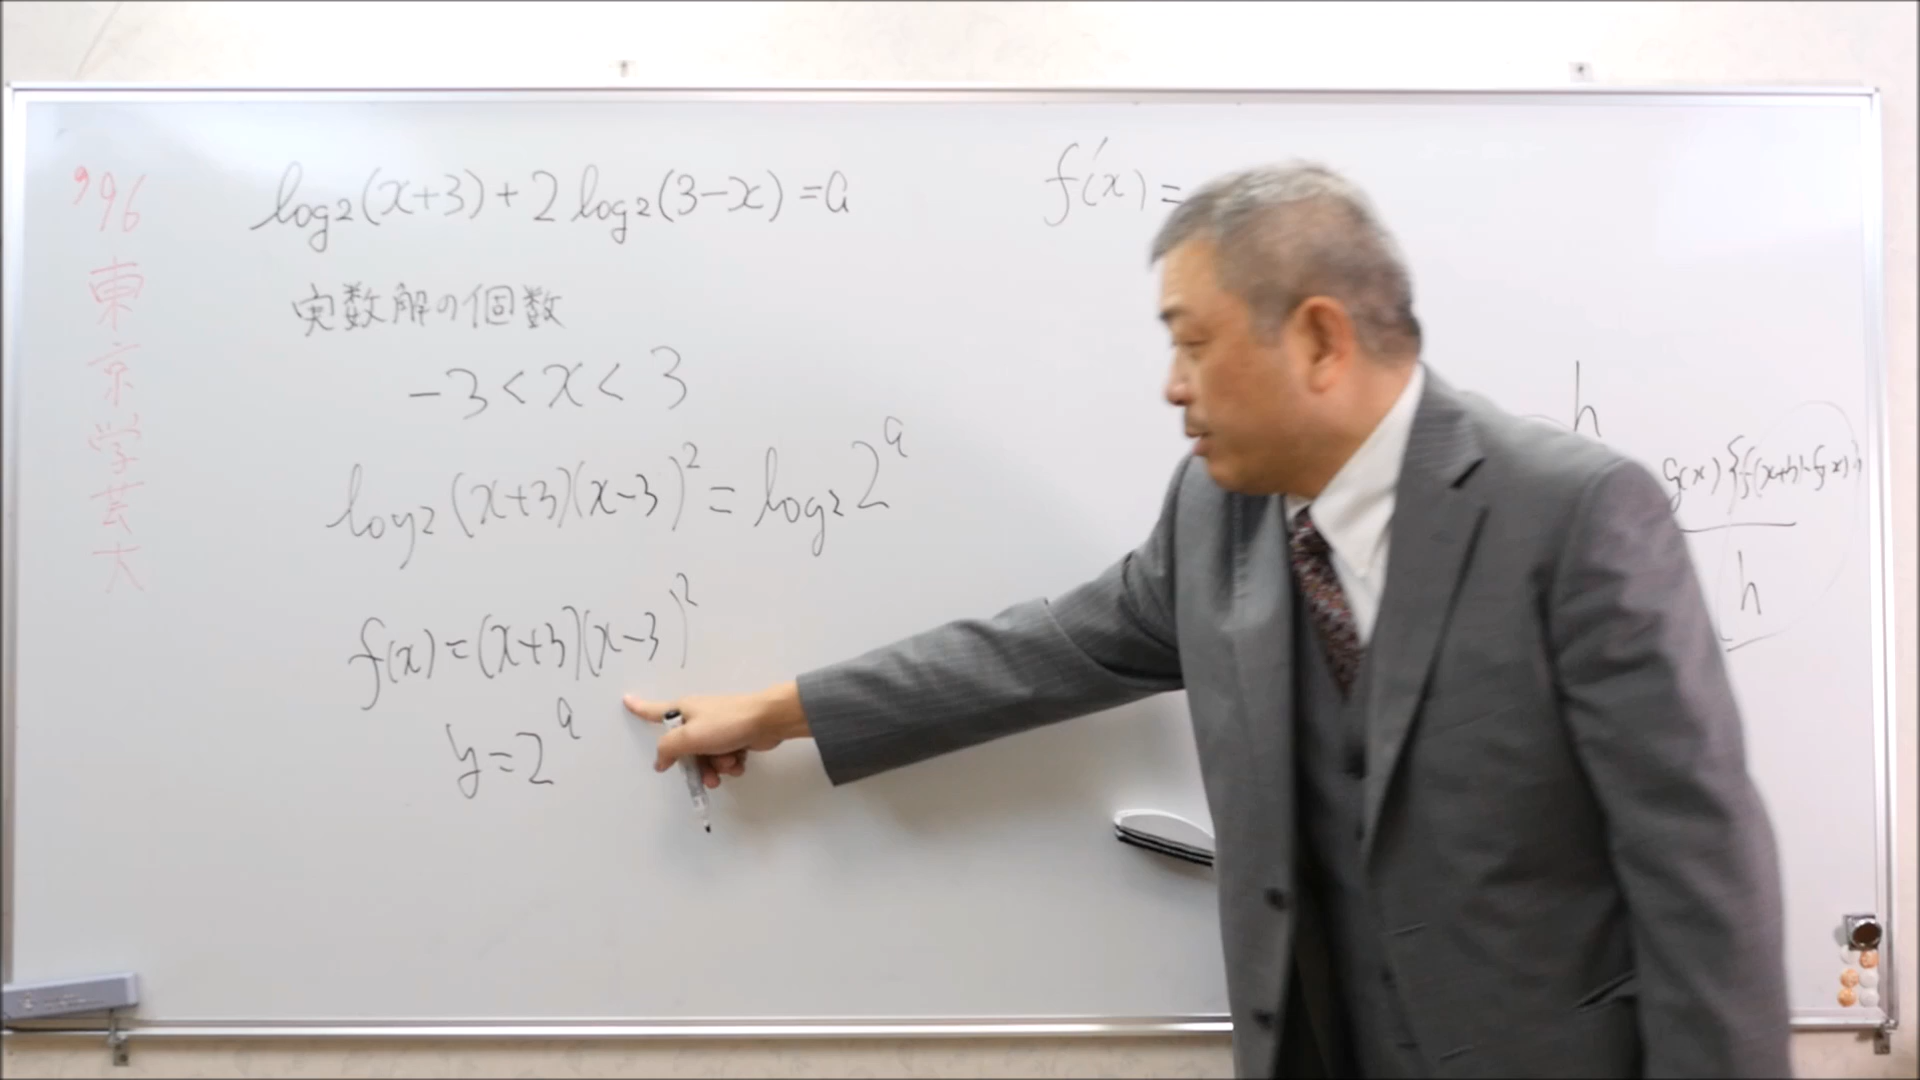 '96 東京学芸大
log₂(x+3)+2log₂(3-x)=a
実数解の個数
-3<x<3
log₂(x+3)(x-3)²=log₂2ᵃ
f(x)=(x+3)(x-3)²
y=2ᵃ
f'(x)=
h
g(x){f(x+h)-f(x)}
h